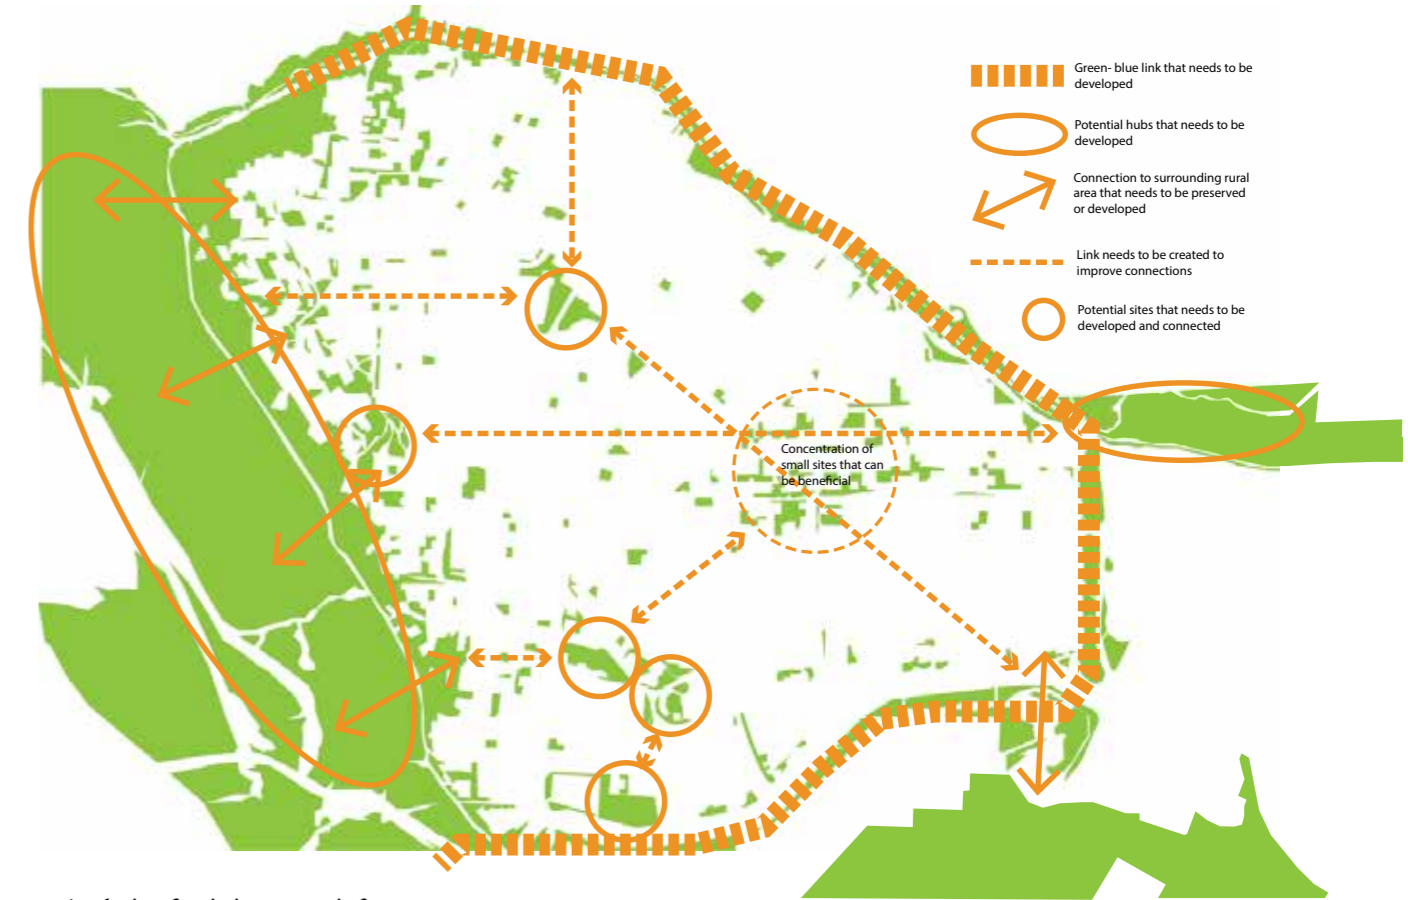 Green- blue link that needs to be
developed
Potential hubs that needs to be
developed
Connection to surrounding rural
area that needs to be preserved
or developed
Link needs to be created to
improve connections
Potential sites that needs to be
developed and connected
Concentration of
small sites that can
be beneficial